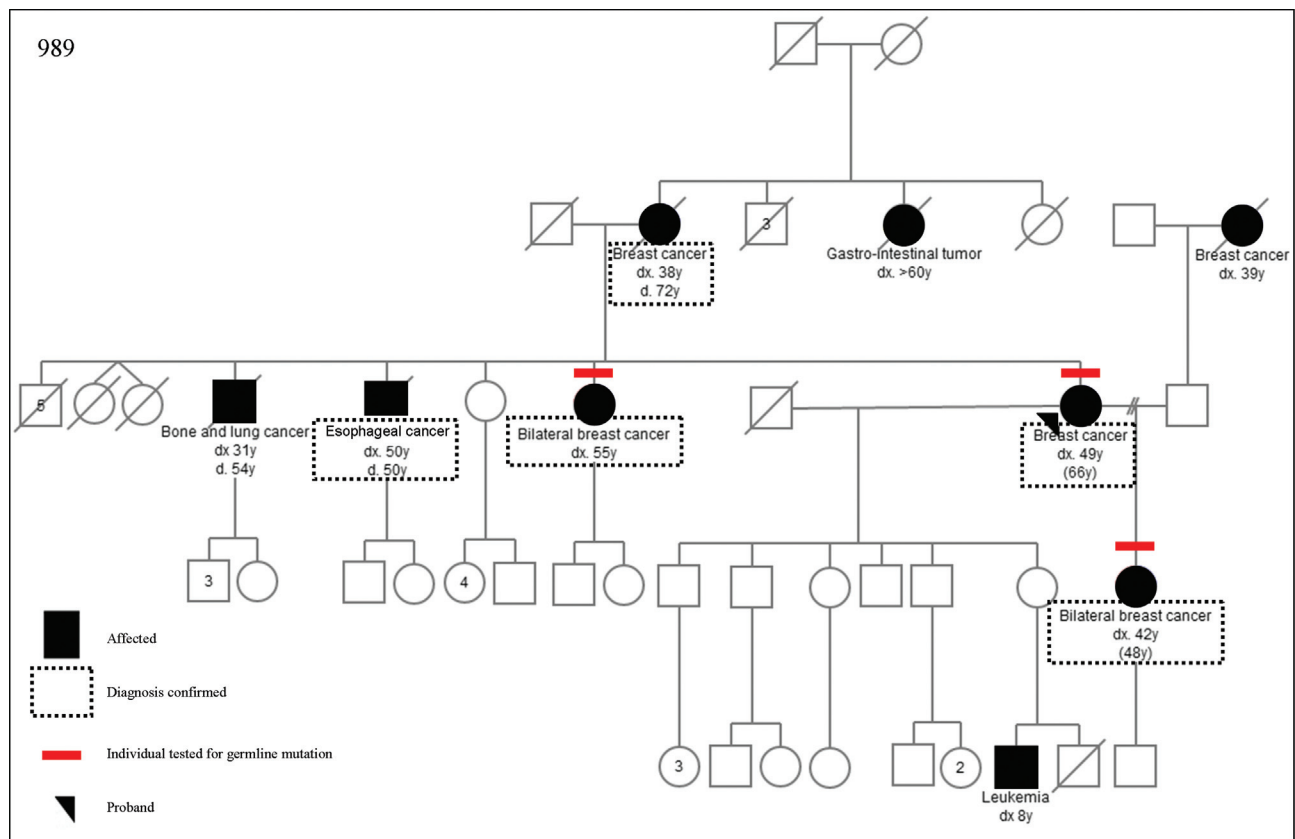 989
3
Breast cancer
dx. 38y
d. 72y
Gastro-intestinal tumor
dx. >60y
Breast cancer
dx. 39y
5
Bone and lung cancer
dx 31y
d. 54y
Esophageal cancer
dx. 50y
d. 50y
Bilateral breast cancer
dx. 55y
Breast cancer
dx. 49y
(66y)
3
4
Bilateral breast cancer
dx. 42y
(48y)
3
2
Leukemia
dx 8y
Affected
Diagnosis confirmed
Individual tested for germline mutation
Proband